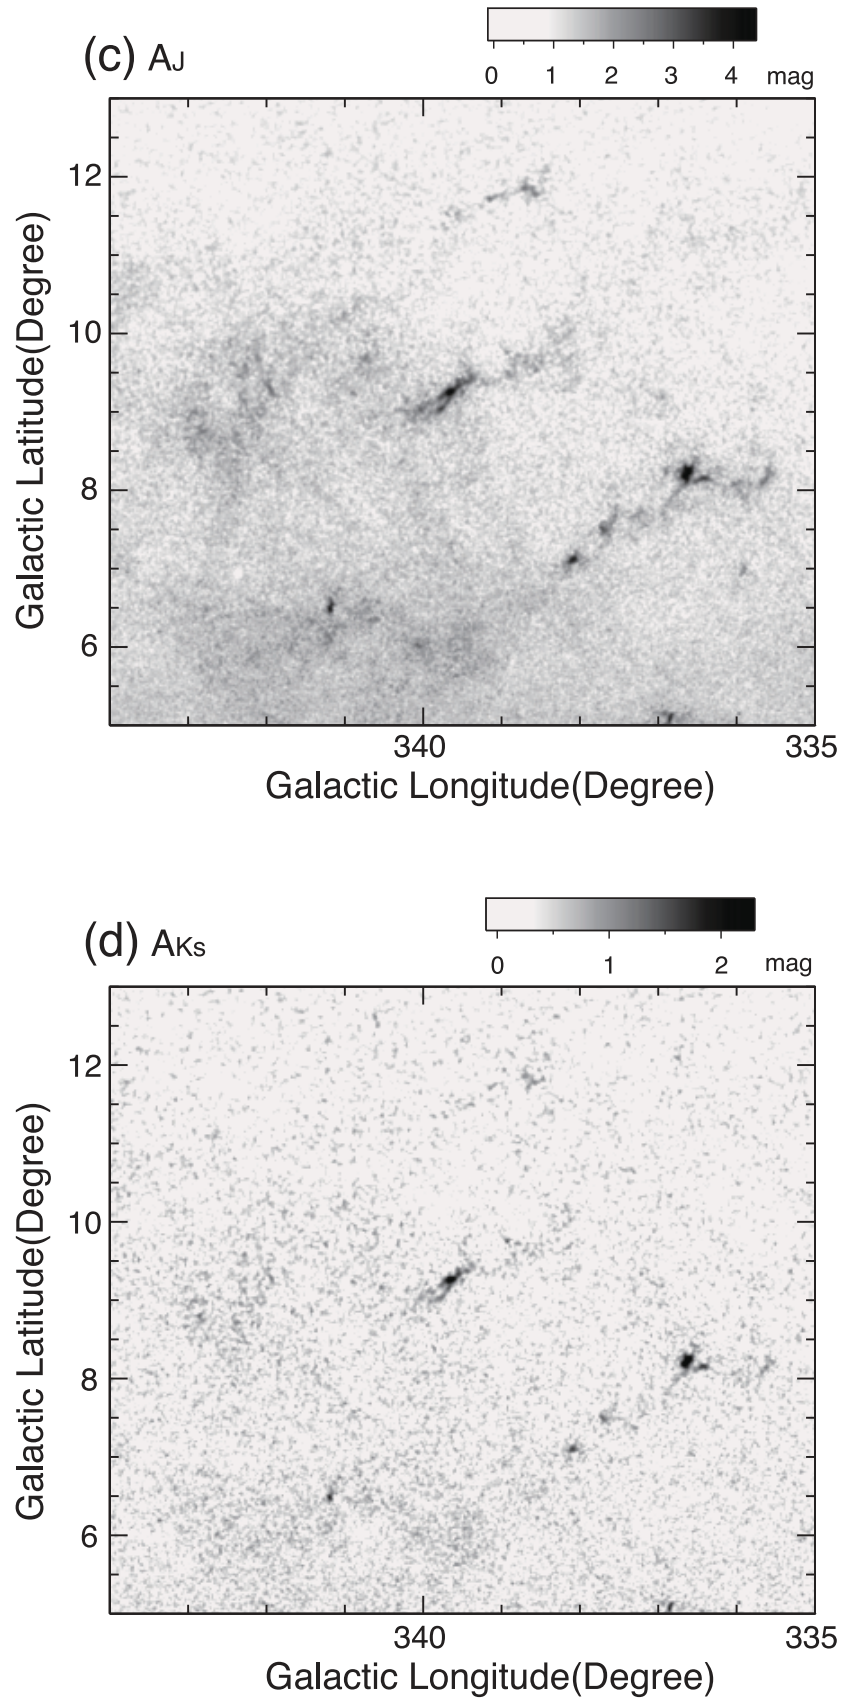 (c) AJ
0 1 2 3 4 mag
12
10
8
6
340 335
Galactic Longitude(Degree)
Galactic Latitude(Degree)
(d) AKs
0 1 2 mag
12
10
8
6
340 335
Galactic Longitude(Degree)
Galactic Latitude(Degree)